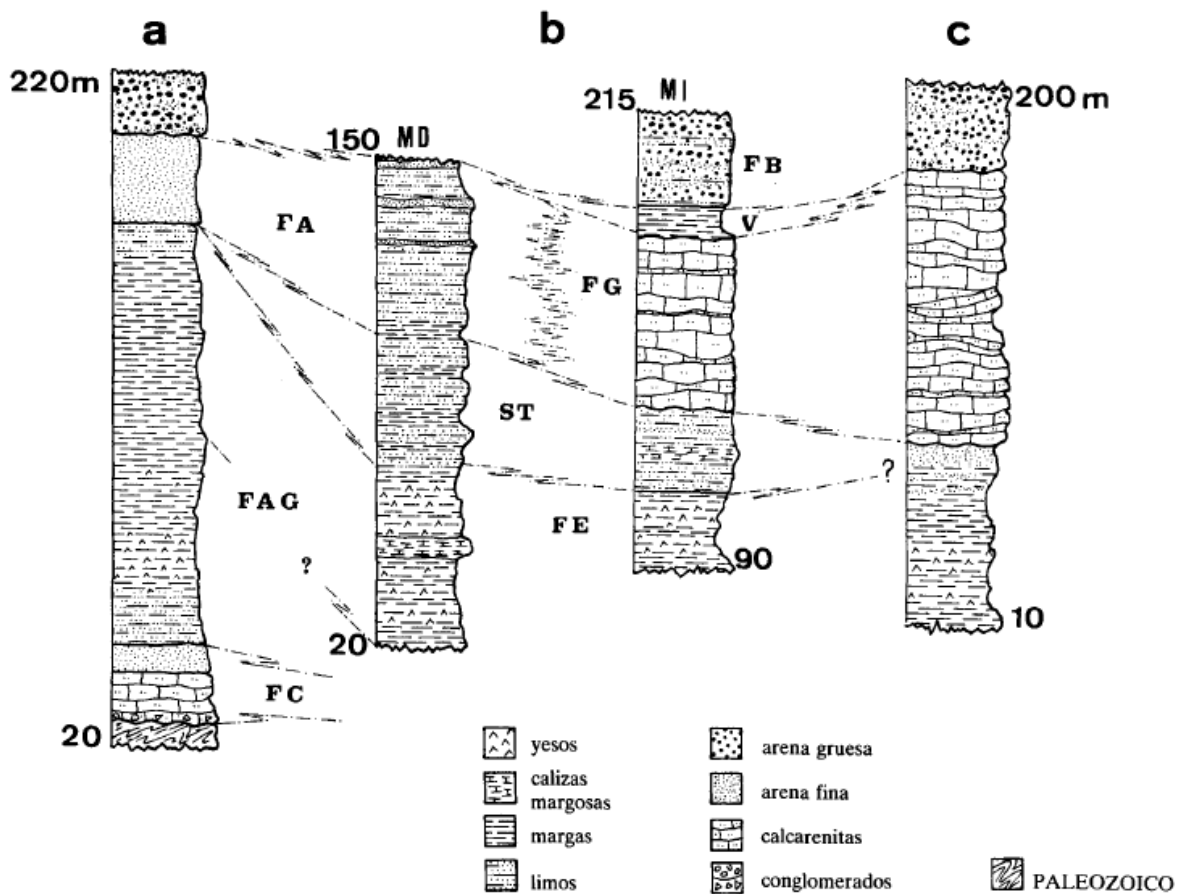 a b c
220m
MI
215
200 m
150 MD
FB
V
FA
FG
ST
?
FAG
FE
?
90
20
10
FC
20
yesos
arena gruesa
calizas
margosas
arena fina
margas
calcarenitas
limos
conglomerados
PALEOZOICO